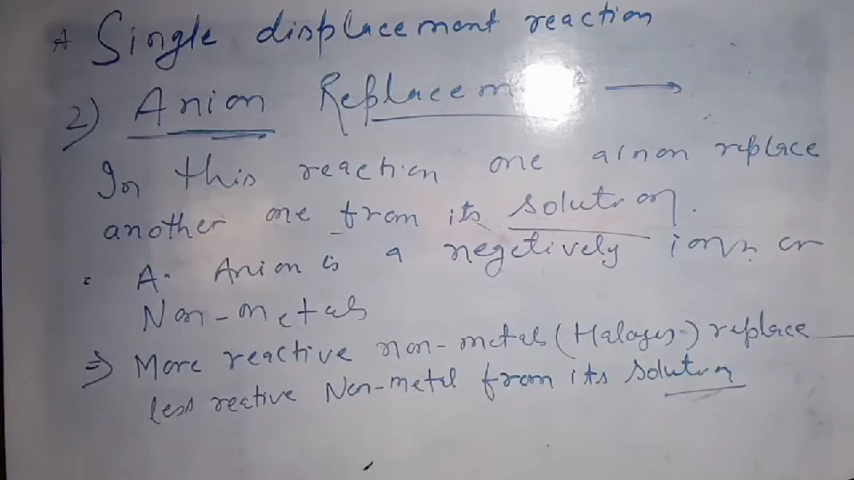 A Single displacement reaction
2) Anion Replacem →
In this reaction one ainon replace
another one from its solution.
• A. Anion is a negetively ions or
Non-metals
⇒ More reactive non-metals (Halogens) replace
less reative Non-metal from its solution